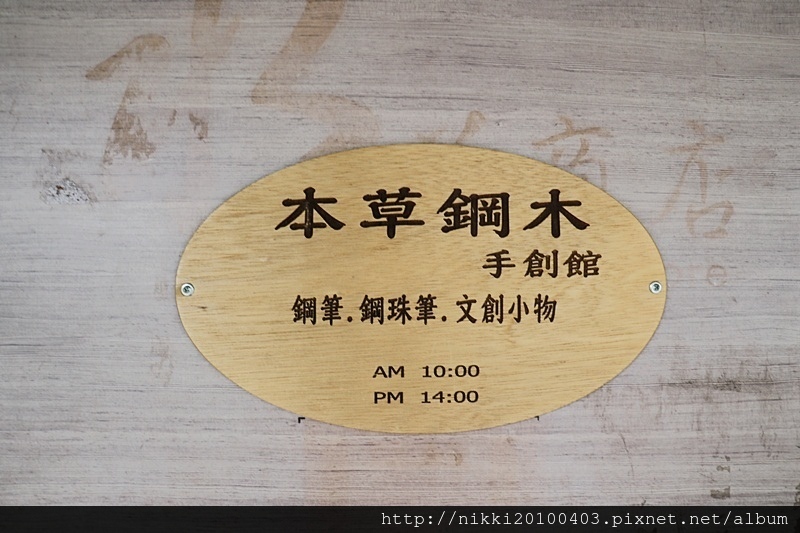 本草鋼木
手創館
鋼筆.鋼珠筆.文創小物
AM 10:00
PM 14:00
http://nikki20100403.pixnet.net/album